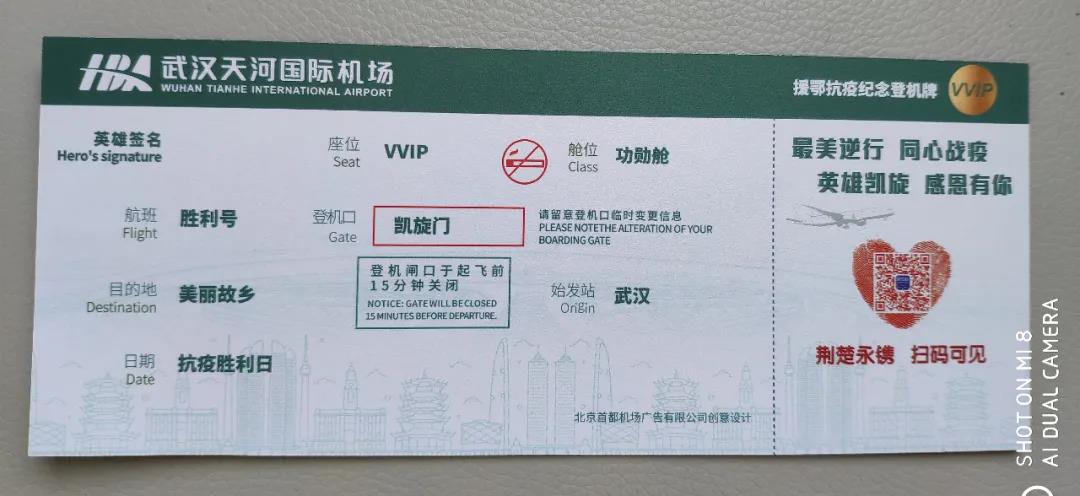 HBA 武汉天河国际机场
WUHAN TIANHE INTERNATIONAL AIRPORT
援鄂抗疫纪念登机牌 VVIP
英雄签名
Hero's signature
座位 VVIP
Seat
舱位 功勋舱
Class
航班 胜利号
Flight
登机口 凯旋门
Gate
请留意登机口临时变更信息
PLEASE NOTETHE ALTERATION OF YOUR
BOARDING GATE
目的地 美丽故乡
Destination
登机闸口于起飞前
15分钟关闭
NOTICE: GATE WILL BE CLOSED
15 MINUTES BEFORE DEPARTURE.
始发站 武汉
Origin
日期 抗疫胜利日
Date
北京首都机场广告有限公司创意设计
最美逆行 同心战疫
英雄凯旋 感恩有你
荆楚永镌 扫码可见
SHOT ON MI 8
AI DUAL CAMERA